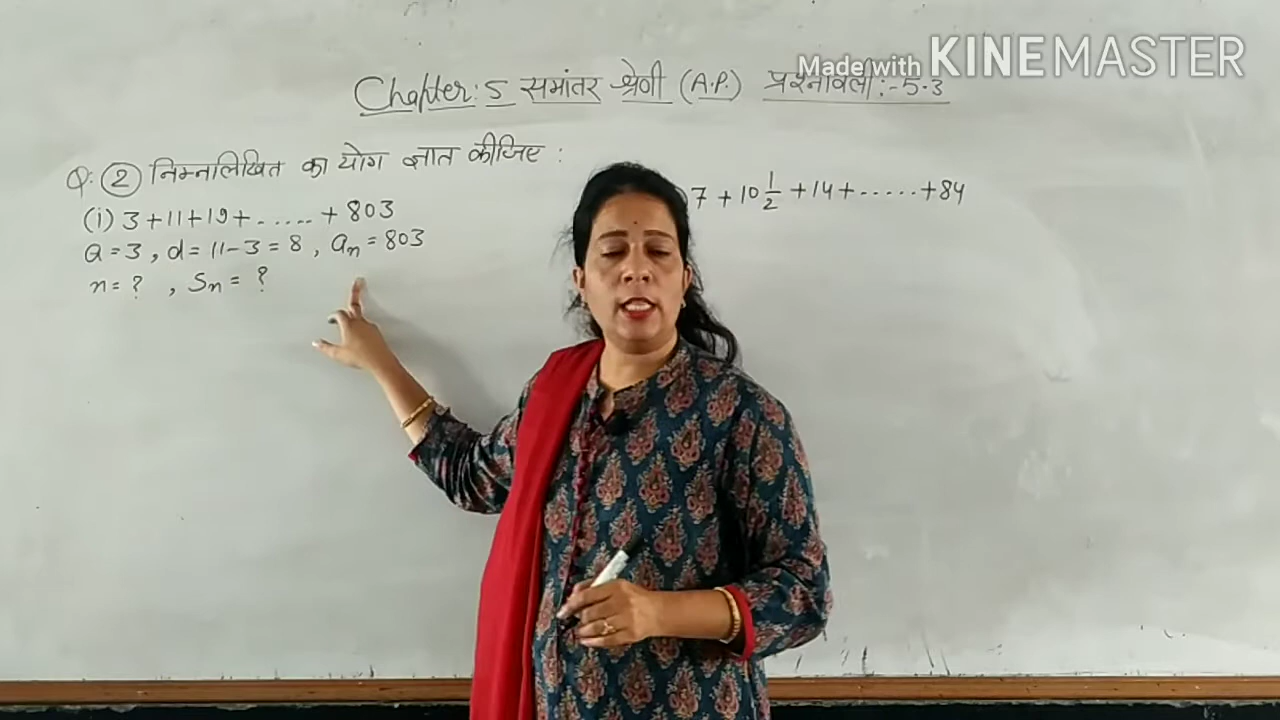 Made with KINEMASTER
Chapter: 5 समांतर श्रेणी (A.P.) प्रश्नावली:-5.3
Q: 2 निम्नलिखित का योग ज्ञात कीजिए :
(i) 3+11+19+.....+803
a=3, d=11-3=8, an=803
n=?, Sn=?
7+10 1/2+14+......+84